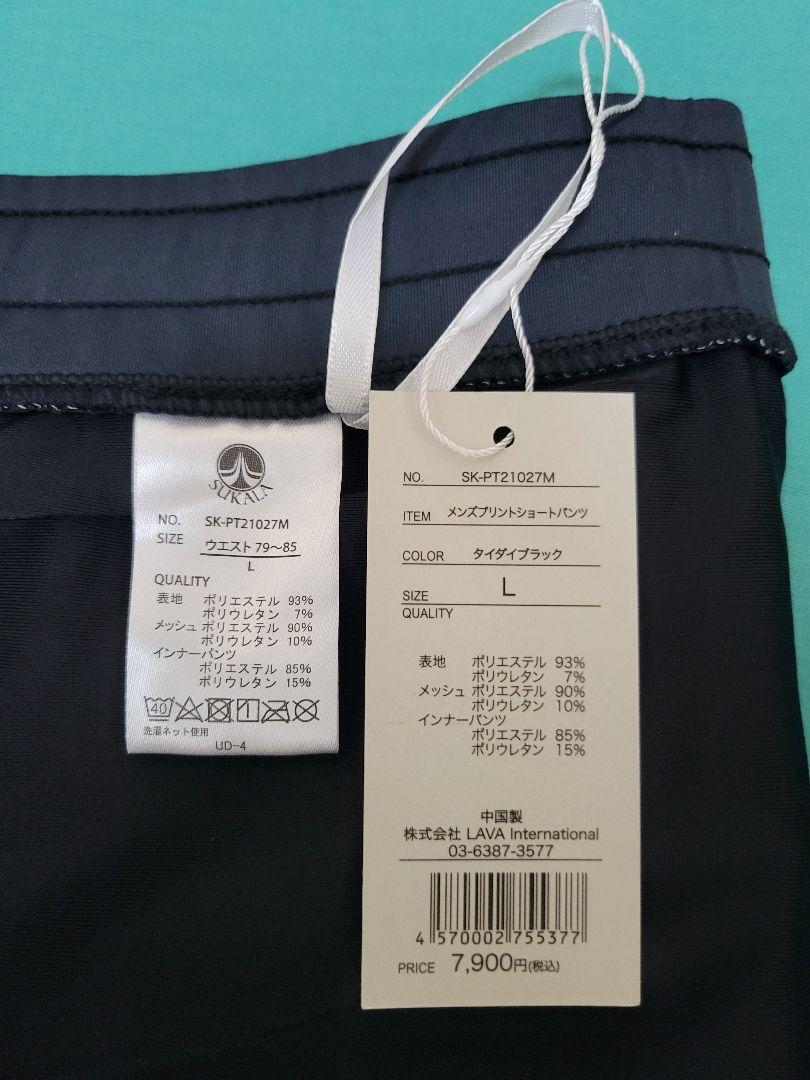 SUKALA
NO. SK-PT21027M
SIZE ウエスト79～85
L
QUALITY
表地 ポリエステル 93%
ポリウレタン 7%
メッシュ ポリエステル 90%
ポリウレタン 10%
インナーパンツ
ポリエステル 85%
ポリウレタン 15%
40
洗濯ネット使用
UD-4
NO. SK-PT21027M
ITEM メンズプリントショートパンツ
COLOR タイダイブラック
SIZE L
QUALITY
表地 ポリエステル 93%
ポリウレタン 7%
メッシュ ポリエステル 90%
ポリウレタン 10%
インナーパンツ
ポリエステル 85%
ポリウレタン 15%
中国製
株式会社 LAVA International
03-6387-3577
4 570002 755377
PRICE 7,900円(税込)